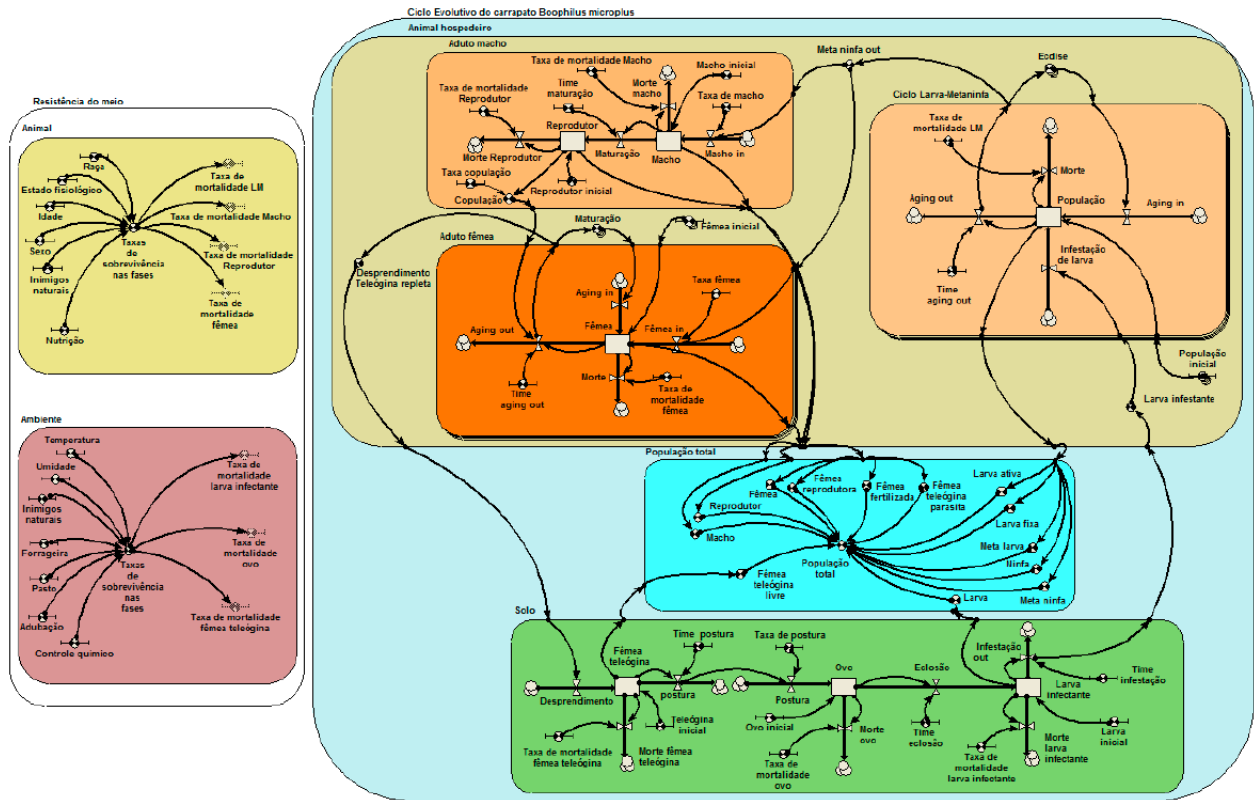 Ciclo Evolutivo do carrapato Boophilus microplus
Animal hospedeiro
Aduto macho
Taxa de mortalidade Macho
Time
maturação
Morte
macho
Macho inicial
Taxa de macho
Taxa de mortalidade
Reprodutor
Reprodutor
Morte Reprodutor
Maturação
Macho
Macho in
Taxa copulação
Copulação
Reprodutor inicial
Meta ninfa out
Ecdise
Ciclo Larva-Metaninfa
Taxa de
mortalidade LM
Morte
Aging out
População
Aging in
Infestação
de larva
Time
aging out
População
inicial
Larva infestante
Maturação
Fêmea inicial
Aduto fêmea
Desprendimento
Teleógina repleta
Aging in
Taxa fêmea
Aging out
Fêmea
Fêmea in
Morte
Time
aging out
Taxa de
mortalidade
fêmea
Resistência do meio
Animal
Raça
Estado fisiológico
Idade
Sexo
Inimigos
naturais
Nutrição
Taxas
de
sobrevivência
nas fases
Taxa de
mortalidade LM
Taxa de mortalidade Macho
Taxa de mortalidade
Reprodutor
Taxa de
mortalidade
fêmea
Ambiente
Temperatura
Umidade
Inimigos
naturais
Forrageira
Pasto
Adubação
Controle quimico
Taxas
de
sobrevivência
nas
fases
Taxa de
mortalidade
larva infectante
Taxa de
mortalidade
ovo
Taxa de mortalidade
fêmea teleógina
População total
Fêmea
Fêmea
reprodutora
Fêmea
fertilizada
Fêmea
teleógina
parasita
Larva ativa
Reprodutor
Larva fixa
Macho
Meta larva
População
total
Ninfa
Fêmea
teleógina
livre
Larva
Meta ninfa
Solo
Fêmea
teleógina
Time postura
Taxa de postura
Ovo
Eclosão
Infestação
out
Larva
infectante
Time
infestação
Desprendimento
postura
Postura
Teleógina
inicial
Ovo inicial
Morte
ovo
Time
eclosão
Larva
inicial
Taxa de mortalidade
fêmea teleógina
Morte fêmea
teleógina
Taxa de
mortalidade
ovo
Taxa de
mortalidade
larva infectante
Morte
larva
infectante